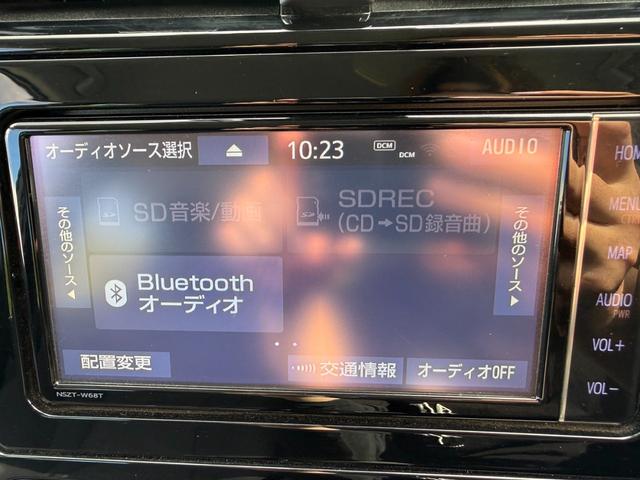 オーディオソース選択
10:23
DCM
DCM
AUDIO
その他のソース
SD音楽/動画
SDREC
(CD→SD録音曲)
その他のソース
Bluetooth
オーディオ
配置変更
交通情報
オーディオOFF
NSZT-W68T
HOM
MENU
MAP
AUDIO
PWR
VOL+
VOL-